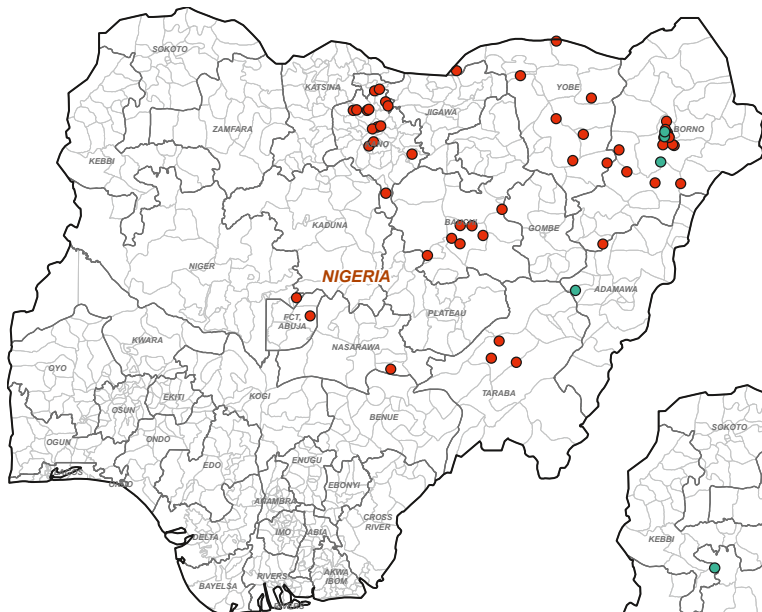 SOKOTO
KATSINA
YOBE
JIGAWA
ZAMFARA
BORNO
KEBBI
KADUNA
GOMBE
NIGER
NIGERIA
ADAMAWA
PLATEAU
FCT,
ABUJA
KWARA
NASARAWA
OYO
TARABA
EKITI
KOGI
OSUN
BENUE
SOKOTO
OGUN
ONDO
EDO
ENUGU
EBONYI
ANAMBRA
CROSS
RIVER
IMO
ABIA
DELTA
KEBBI
RIVERS
AKWA
IBOM
BAYELSA